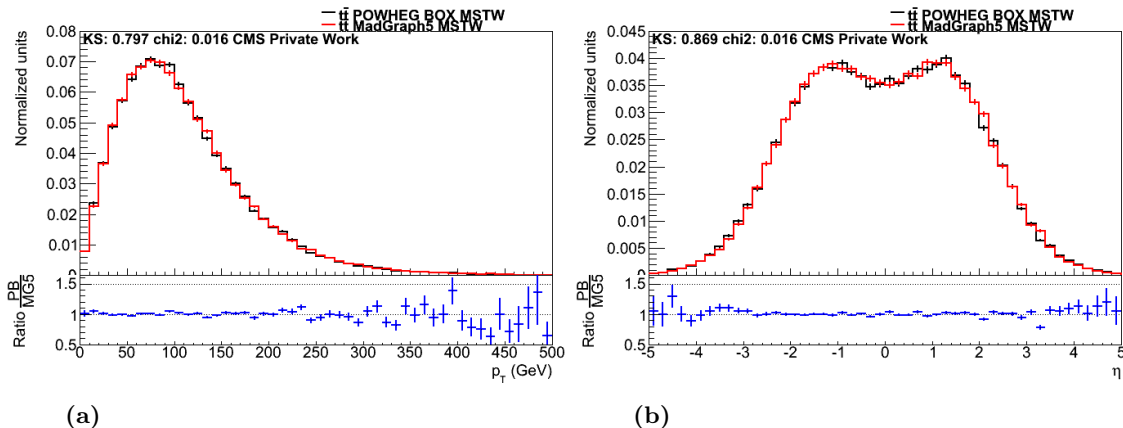 tt̄ POWHEG BOX MSTW
tt̄ MadGraph5 MSTW
KS: 0.797 chi2: 0.016 CMS Private Work
Normalized units
0.08
0.07
0.06
0.05
0.04
0.03
0.02
0.01
0
Ratio PB/MG5
1.5
1
0.5
0 50 100 150 200 250 300 350 400 450 500
p_T (GeV)
(a)
tt̄ POWHEG BOX MSTW
tt̄ MadGraph5 MSTW
KS: 0.869 chi2: 0.016 CMS Private Work
Normalized units
0.045
0.04
0.035
0.03
0.025
0.02
0.015
0.01
0.005
0
Ratio PB/MG5
1.5
1
0.5
-5 -4 -3 -2 -1 0 1 2 3 4 5
η
(b)